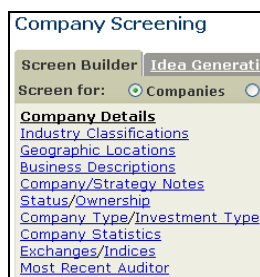 Company Screening
Screen Builder Idea Generati
Screen for: Companies
Company Details
Industry Classifications
Geographic Locations
Business Descriptions
Company/Strategy Notes
Status/Ownership
Company Type/Investment Type
Company Statistics
Exchanges/Indices
Most Recent Auditor